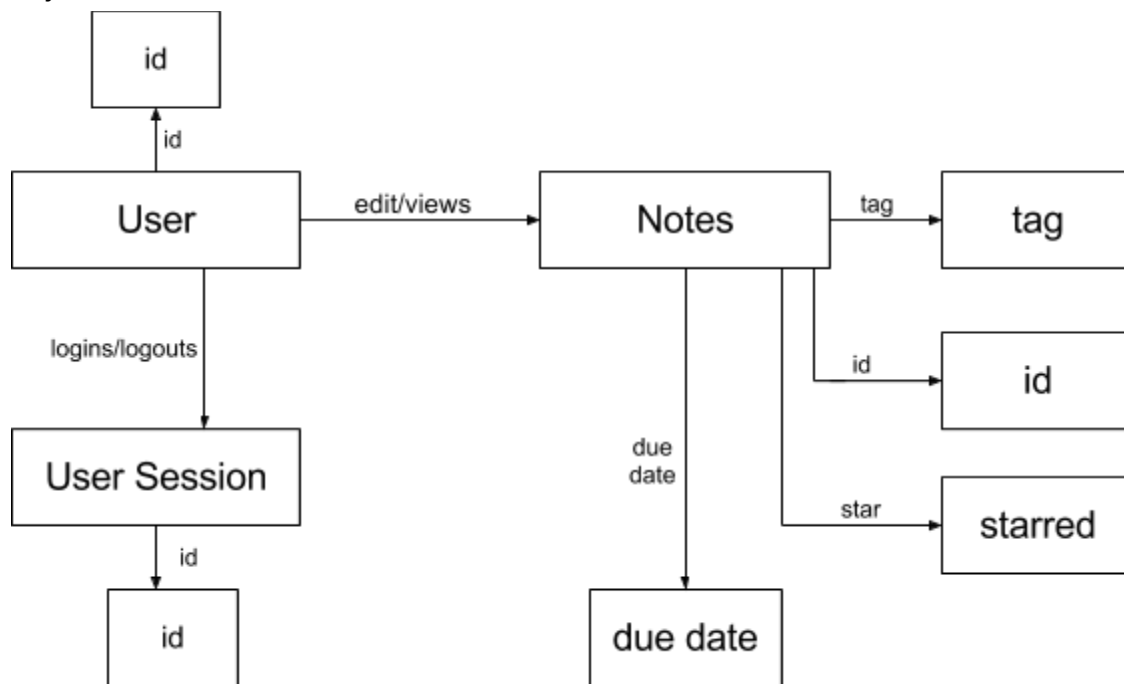 id
id
User
edit/views
Notes
tag
tag
logins/logouts
id
id
User Session
due
date
star
starred
id
id
due date